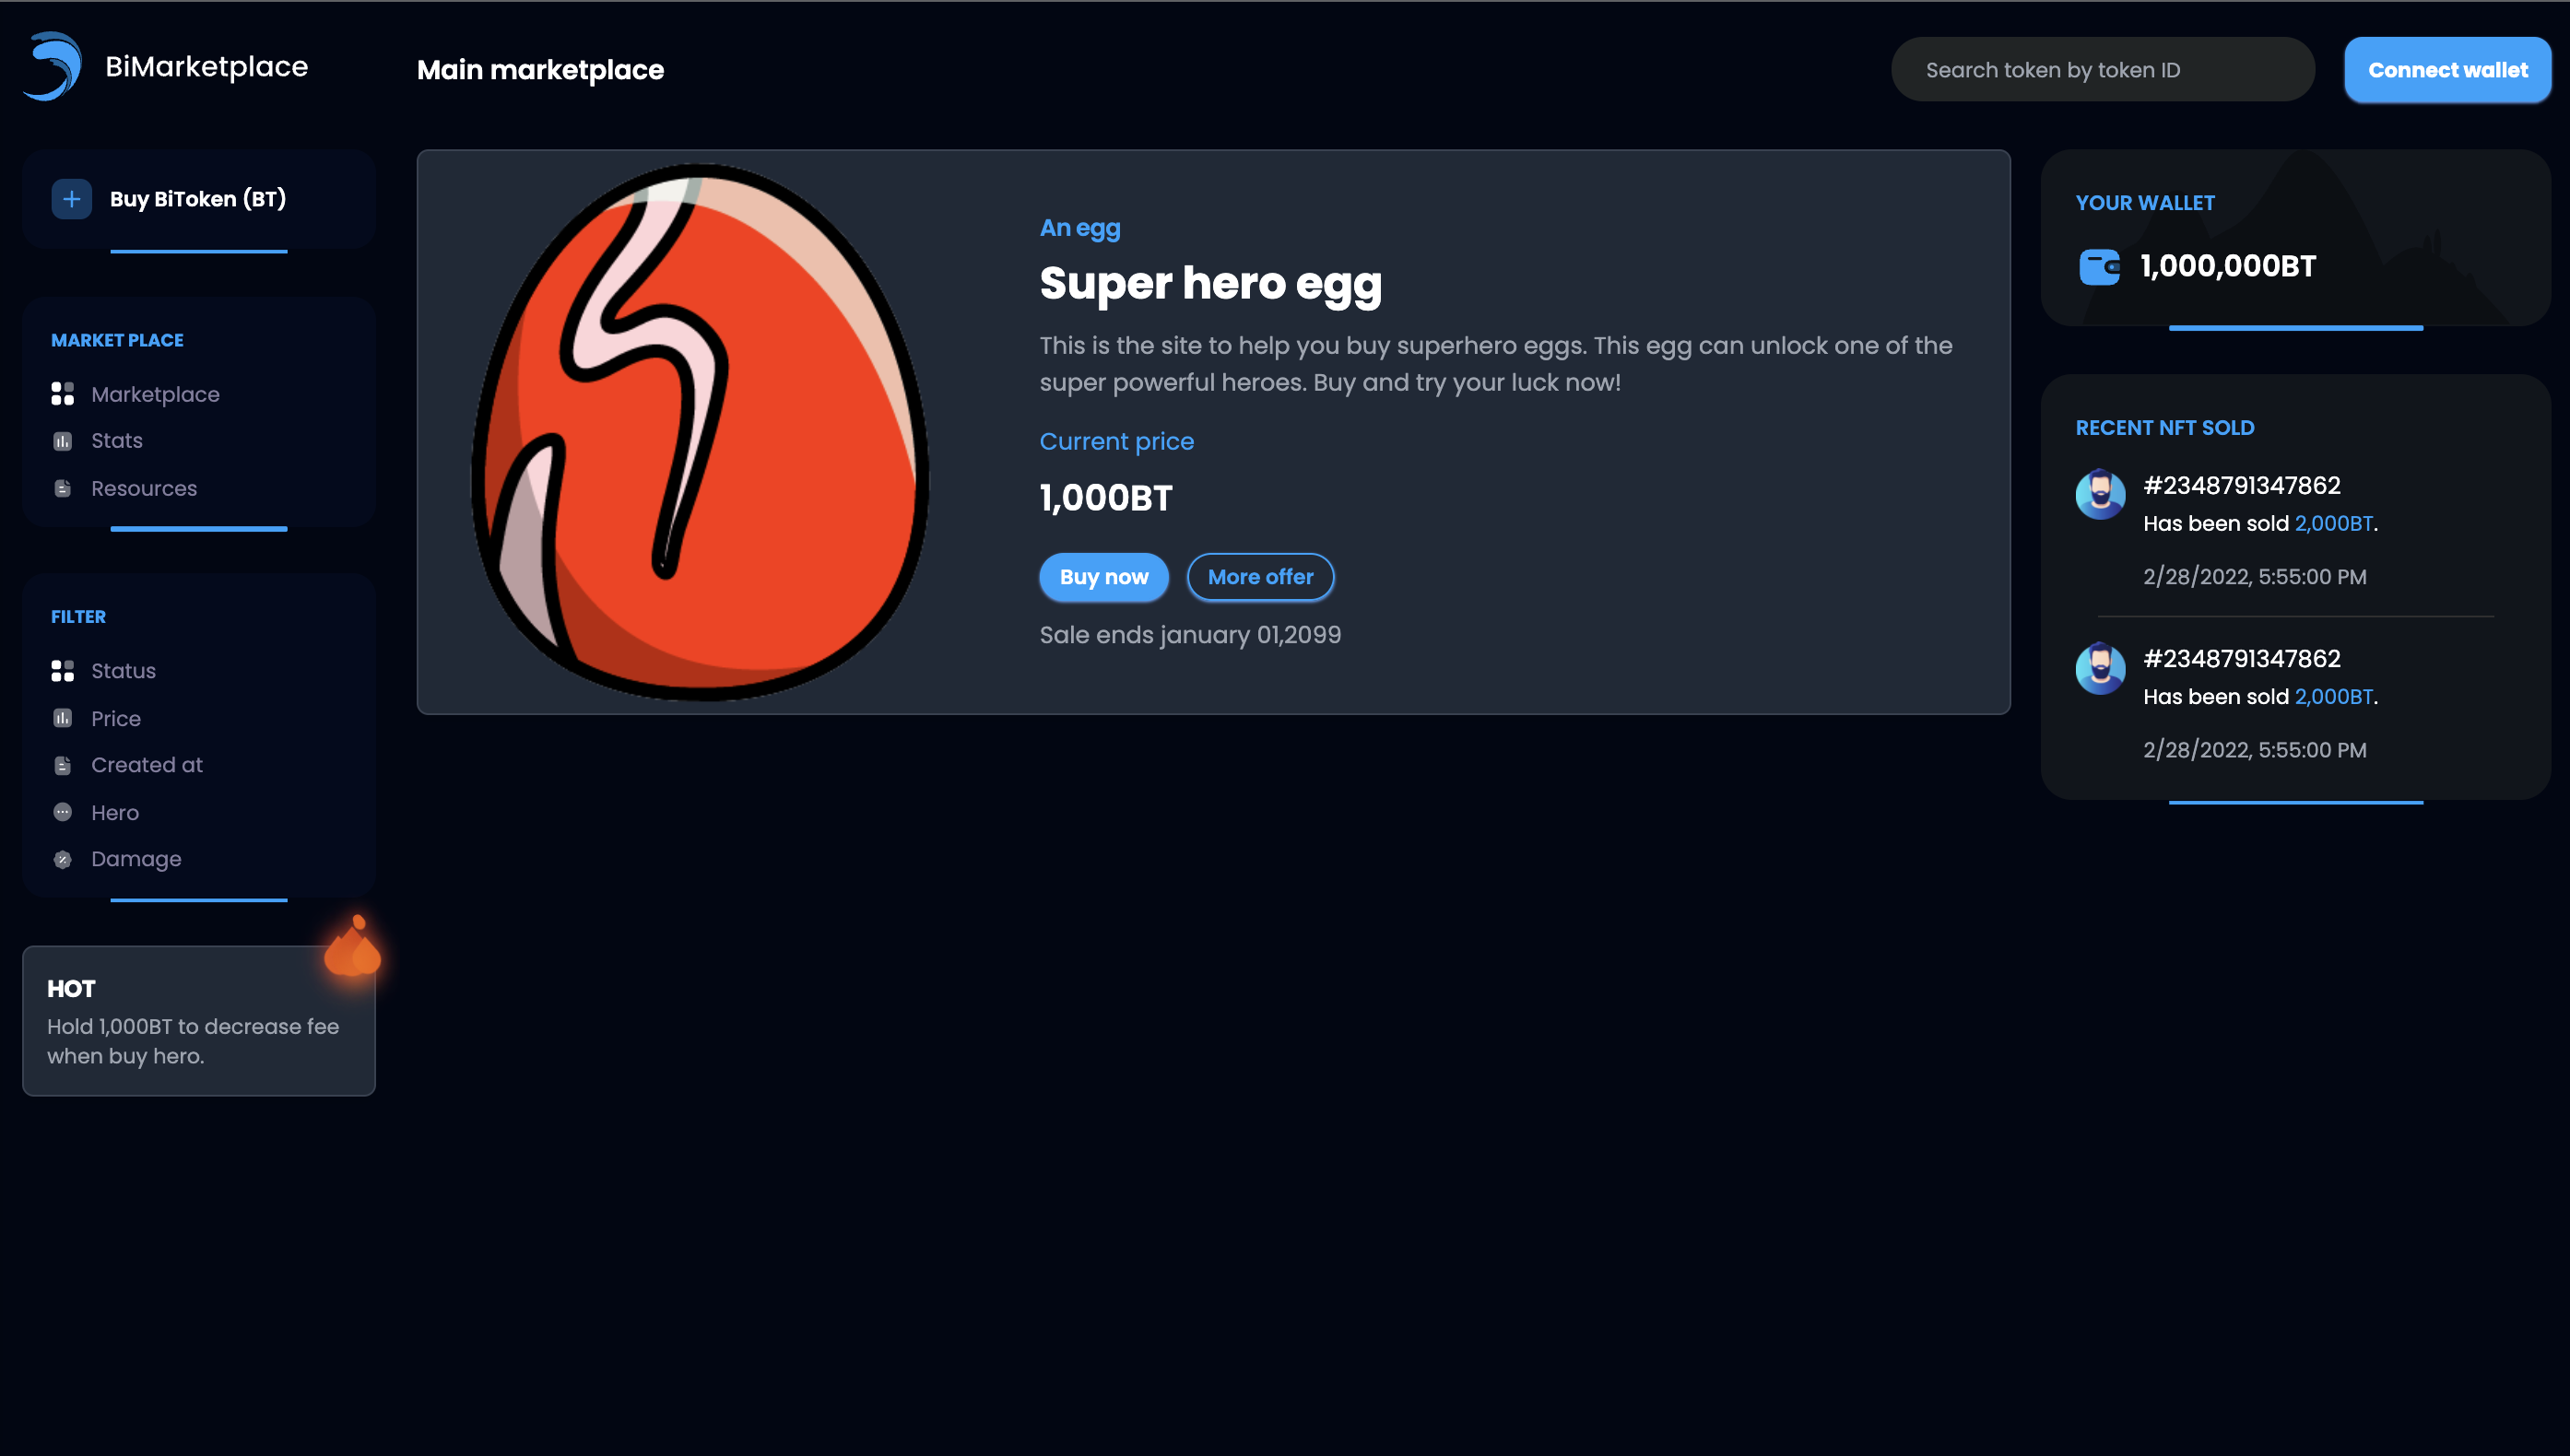 BiMarketplace
Main marketplace
Search token by token ID
Connect wallet
Buy BiToken (BT)
MARKET PLACE
Marketplace
Stats
Resources
FILTER
Status
Price
Created at
Hero
Damage
HOT
Hold 1,000BT to decrease fee
when buy hero.
An egg
Super hero egg
This is the site to help you buy superhero eggs. This egg can unlock one of the
super powerful heroes. Buy and try your luck now!
Current price
1,000BT
Buy now
More offer
Sale ends january 01,2099
YOUR WALLET
1,000,000BT
RECENT NFT SOLD
#2348791347862
Has been sold 2,000BT.
2/28/2022, 5:55:00 PM
#2348791347862
Has been sold 2,000BT.
2/28/2022, 5:55:00 PM